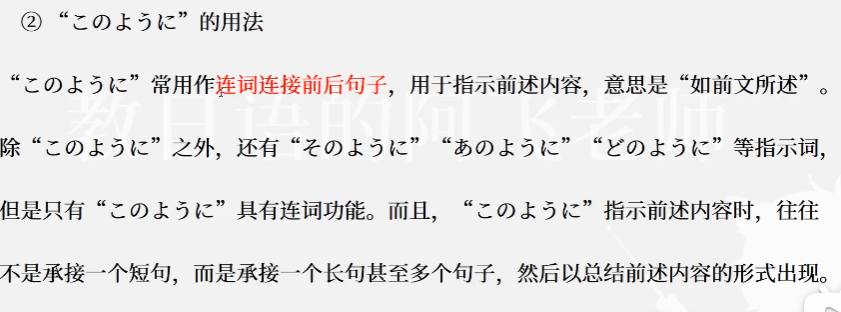 ②“このように”的用法
“このように”常用作连词连接前后句子，用于指示前述内容，意思是“如前文所述”。
除“このように”之外，还有“そのように”“あのように”“どのように”等指示词，
但是只有“このように”具有连词功能。而且，“このように”指示前述内容时，往往
不是承接一个短句，而是承接一个长句甚至多个句子，然后以总结前述内容的形式出现。
教日语的阿飞老师